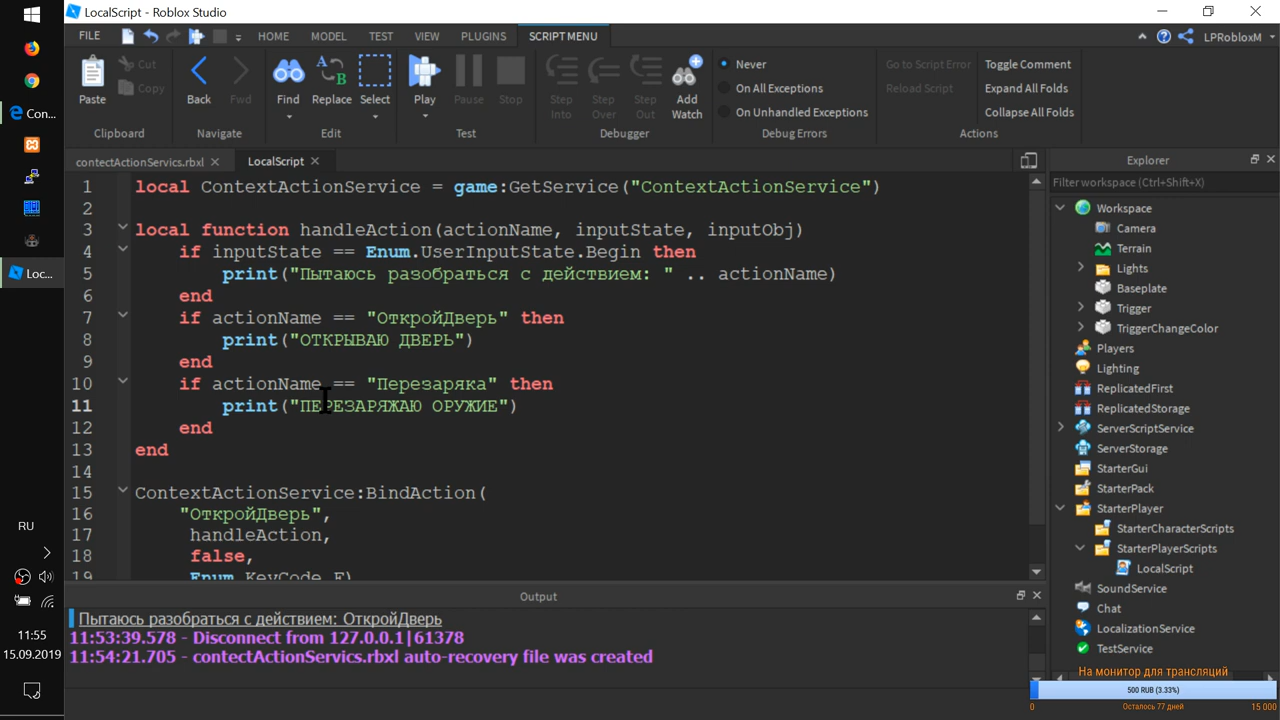 LocalScript - Roblox Studio
FILE HOME MODEL TEST VIEW PLUGINS SCRIPT MENU LPRobloxM
Con...
Loc...
Paste Cut Copy Back Fwd Find Replace Select Play Pause Stop Step Into Step Over Step Out Add Watch
Never
On All Exceptions
On Unhandled Exceptions
Go to Script Error
Reload Script
Toggle Comment
Expand All Folds
Collapse All Folds
Clipboard Navigate Edit Test Debugger Debug Errors Actions
contectActionServics.rbxl LocalScript
1 local ContextActionService = game:GetService("ContextActionService")
2
3 local function handleAction(actionName, inputState, inputObj)
4 if inputState == Enum.UserInputState.Begin then
5 print("Пытаюсь разобраться с действием: " .. actionName)
6 end
7 if actionName == "ОткройДверь" then
8 print("ОТКРЫВАЮ ДВЕРЬ")
9 end
10 if actionName == "Перезаряка" then
11 print("ПЕРЕЗАРЯЖАЮ ОРУЖИЕ")
12 end
13 end
14
15 ContextActionService:BindAction(
16 "ОткройДверь",
17 handleAction,
18 false,
19 Enum.KeyCode.F)
Output
Пытаюсь разобраться с действием: ОткройДверь
11:53:39.578 - Disconnect from 127.0.0.1|61378
11:54:21.705 - contectActionServics.rbxl auto-recovery file was created
Explorer
Filter workspace (Ctrl+Shift+X)
Workspace
Camera
Terrain
Lights
Baseplate
Trigger
TriggerChangeColor
Players
Lighting
ReplicatedFirst
ReplicatedStorage
ServerScriptService
ServerStorage
StarterGui
StarterPack
StarterPlayer
StarterCharacterScripts
StarterPlayerScripts
LocalScript
SoundService
Chat
LocalizationService
TestService
На монитор для трансляций
500 RUB (3.33%)
0 Осталось 77 дней 15 000
RU
11:55
15.09.2019